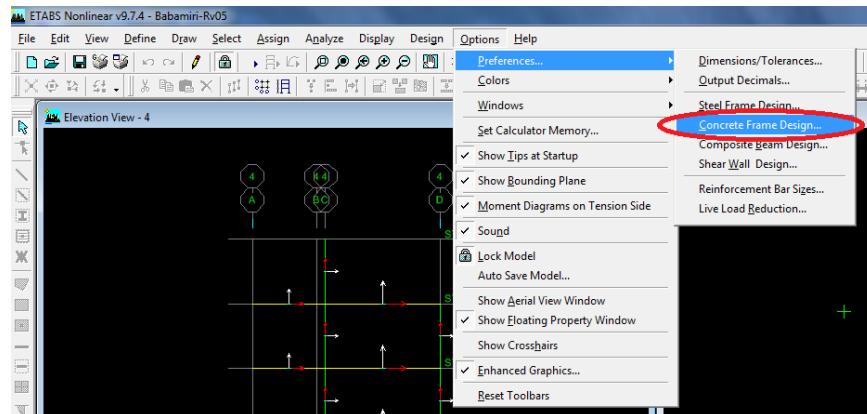 ETABS Nonlinear v9.7.4 - Babamiri-Rv05
File Edit View Define Draw Select Assign Analyze Display Design Options Help
Preferences...
Colors
Windows
Set Calculator Memory...
Show Tips at Startup
Show Bounding Plane
Moment Diagrams on Tension Side
Sound
Lock Model
Auto Save Model...
Show Aerial View Window
Show Floating Property Window
Show Crosshairs
Enhanced Graphics...
Reset Toolbars
Dimensions/Tolerances...
Output Decimals...
Steel Frame Design...
Concrete Frame Design...
Composite Beam Design...
Shear Wall Design...
Reinforcement Bar Sizes...
Live Load Reduction...
Elevation View - 4
4 4 4 4
A B C D